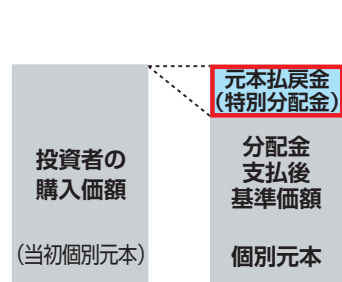 投資者の
購入価額
(当初個別元本)
元本払戻金
(特別分配金)
分配金
支払後
基準価額
個別元本